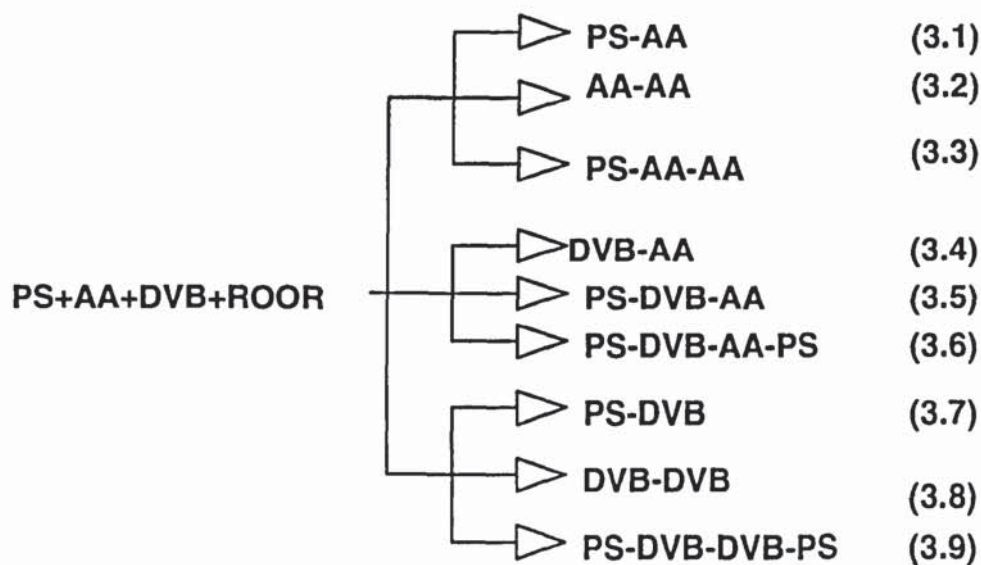 PS-AA (3.1)
AA-AA (3.2)
PS-AA-AA (3.3)
DVB-AA (3.4)
PS+AA+DVB+ROOR PS-DVB-AA (3.5)
PS-DVB-AA-PS (3.6)
PS-DVB (3.7)
DVB-DVB (3.8)
PS-DVB-DVB-PS (3.9)